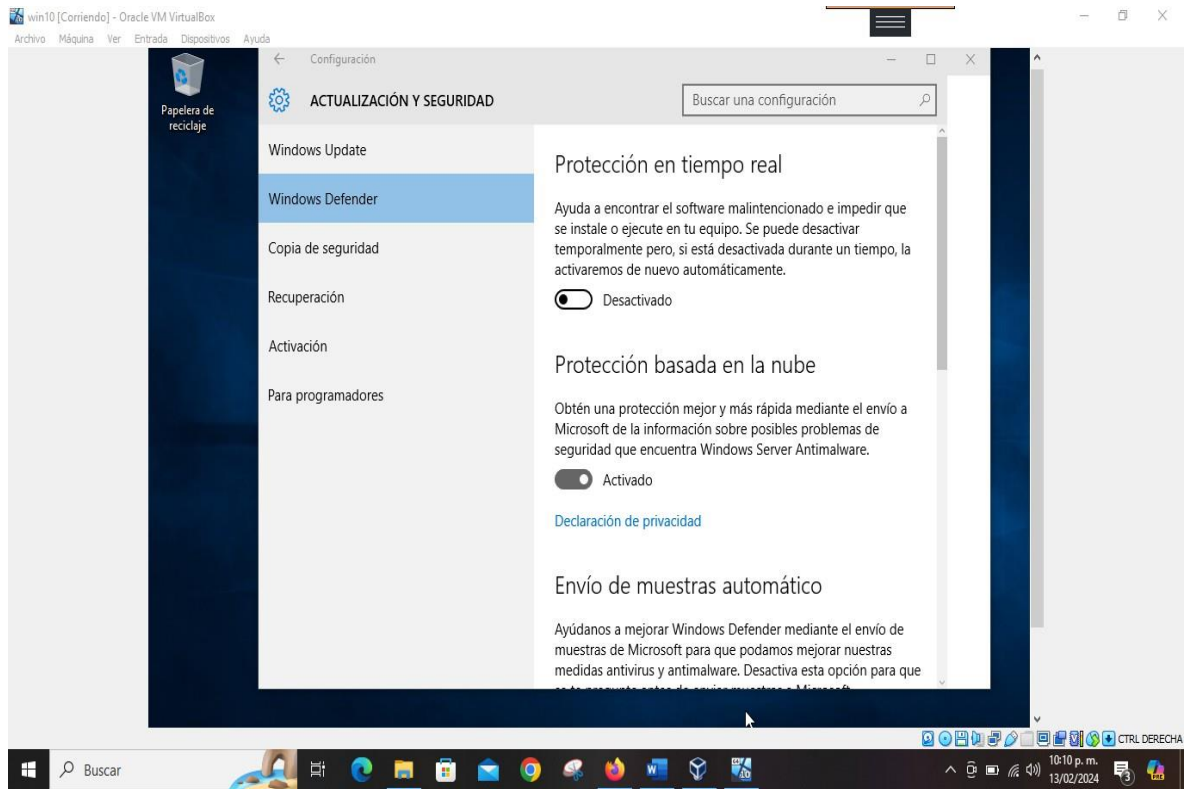 win10 [Corriendo] - Oracle VM VirtualBox
Archivo Máquina Ver Entrada Dispositivos Ayuda
Papelera de
reciclaje
Configuración
ACTUALIZACIÓN Y SEGURIDAD
Buscar una configuración
Windows Update
Windows Defender
Copia de seguridad
Recuperación
Activación
Para programadores
Protección en tiempo real
Ayuda a encontrar el software malintencionado e impedir que
se instale o ejecute en tu equipo. Se puede desactivar
temporalmente pero, si está desactivada durante un tiempo, la
activaremos de nuevo automáticamente.
Desactivado
Protección basada en la nube
Obtén una protección mejor y más rápida mediante el envío a
Microsoft de la información sobre posibles problemas de
seguridad que encuentra Windows Server Antimalware.
Activado
Declaración de privacidad
Envío de muestras automático
Ayúdanos a mejorar Windows Defender mediante el envío de
muestras de Microsoft para que podamos mejorar nuestras
medidas antivirus y antimalware. Desactiva esta opción para que
CTRL DERECHA
Buscar
10:10 p. m.
13/02/2024